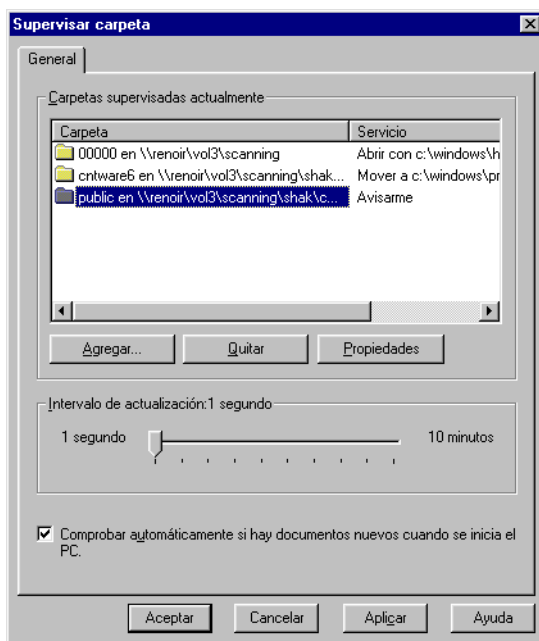 Supervisar carpeta
General
Carpetas supervisadas actualmente
Carpeta Servicio
00000 en \\renoir\vol3\scanning Abrir con c:\windows\h
cntware6 en \\renoir\vol3\scanning\shak... Mover a c:\windows\pr
public en \\renoir\vol3\scanning\shak\c... Avisarme
Agregar... Quitar Propiedades
Intervalo de actualización:1 segundo
1 segundo 10 minutos
Comprobar automáticamente si hay documentos nuevos cuando se inicia el
PC.
Aceptar Cancelar Aplicar Ayuda